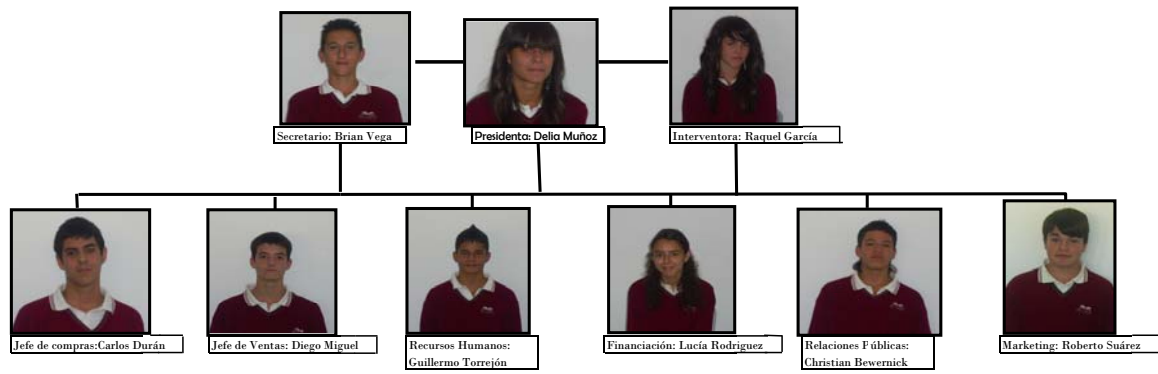 Secretario: Brian Vega
Presidenta: Delia Muñoz
Interventora: Raquel García
Jefe de compras:Carlos Durán
Jefe de Ventas: Diego Miguel
Recursos Humanos:
Guillermo Torrejón
Financiación: Lucía Rodriguez
Relaciones Públicas:
Christian Bewernick
Marketing: Roberto Suárez